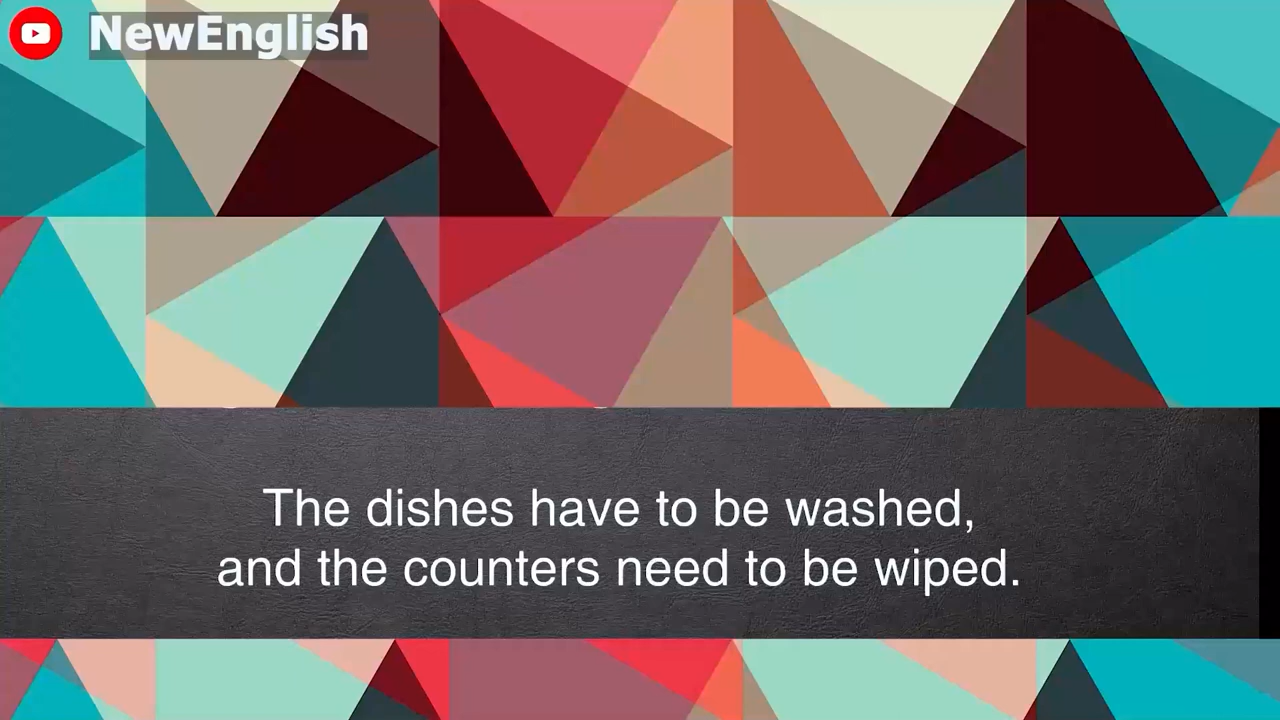 NewEnglish
The dishes have to be washed,
and the counters need to be wiped.